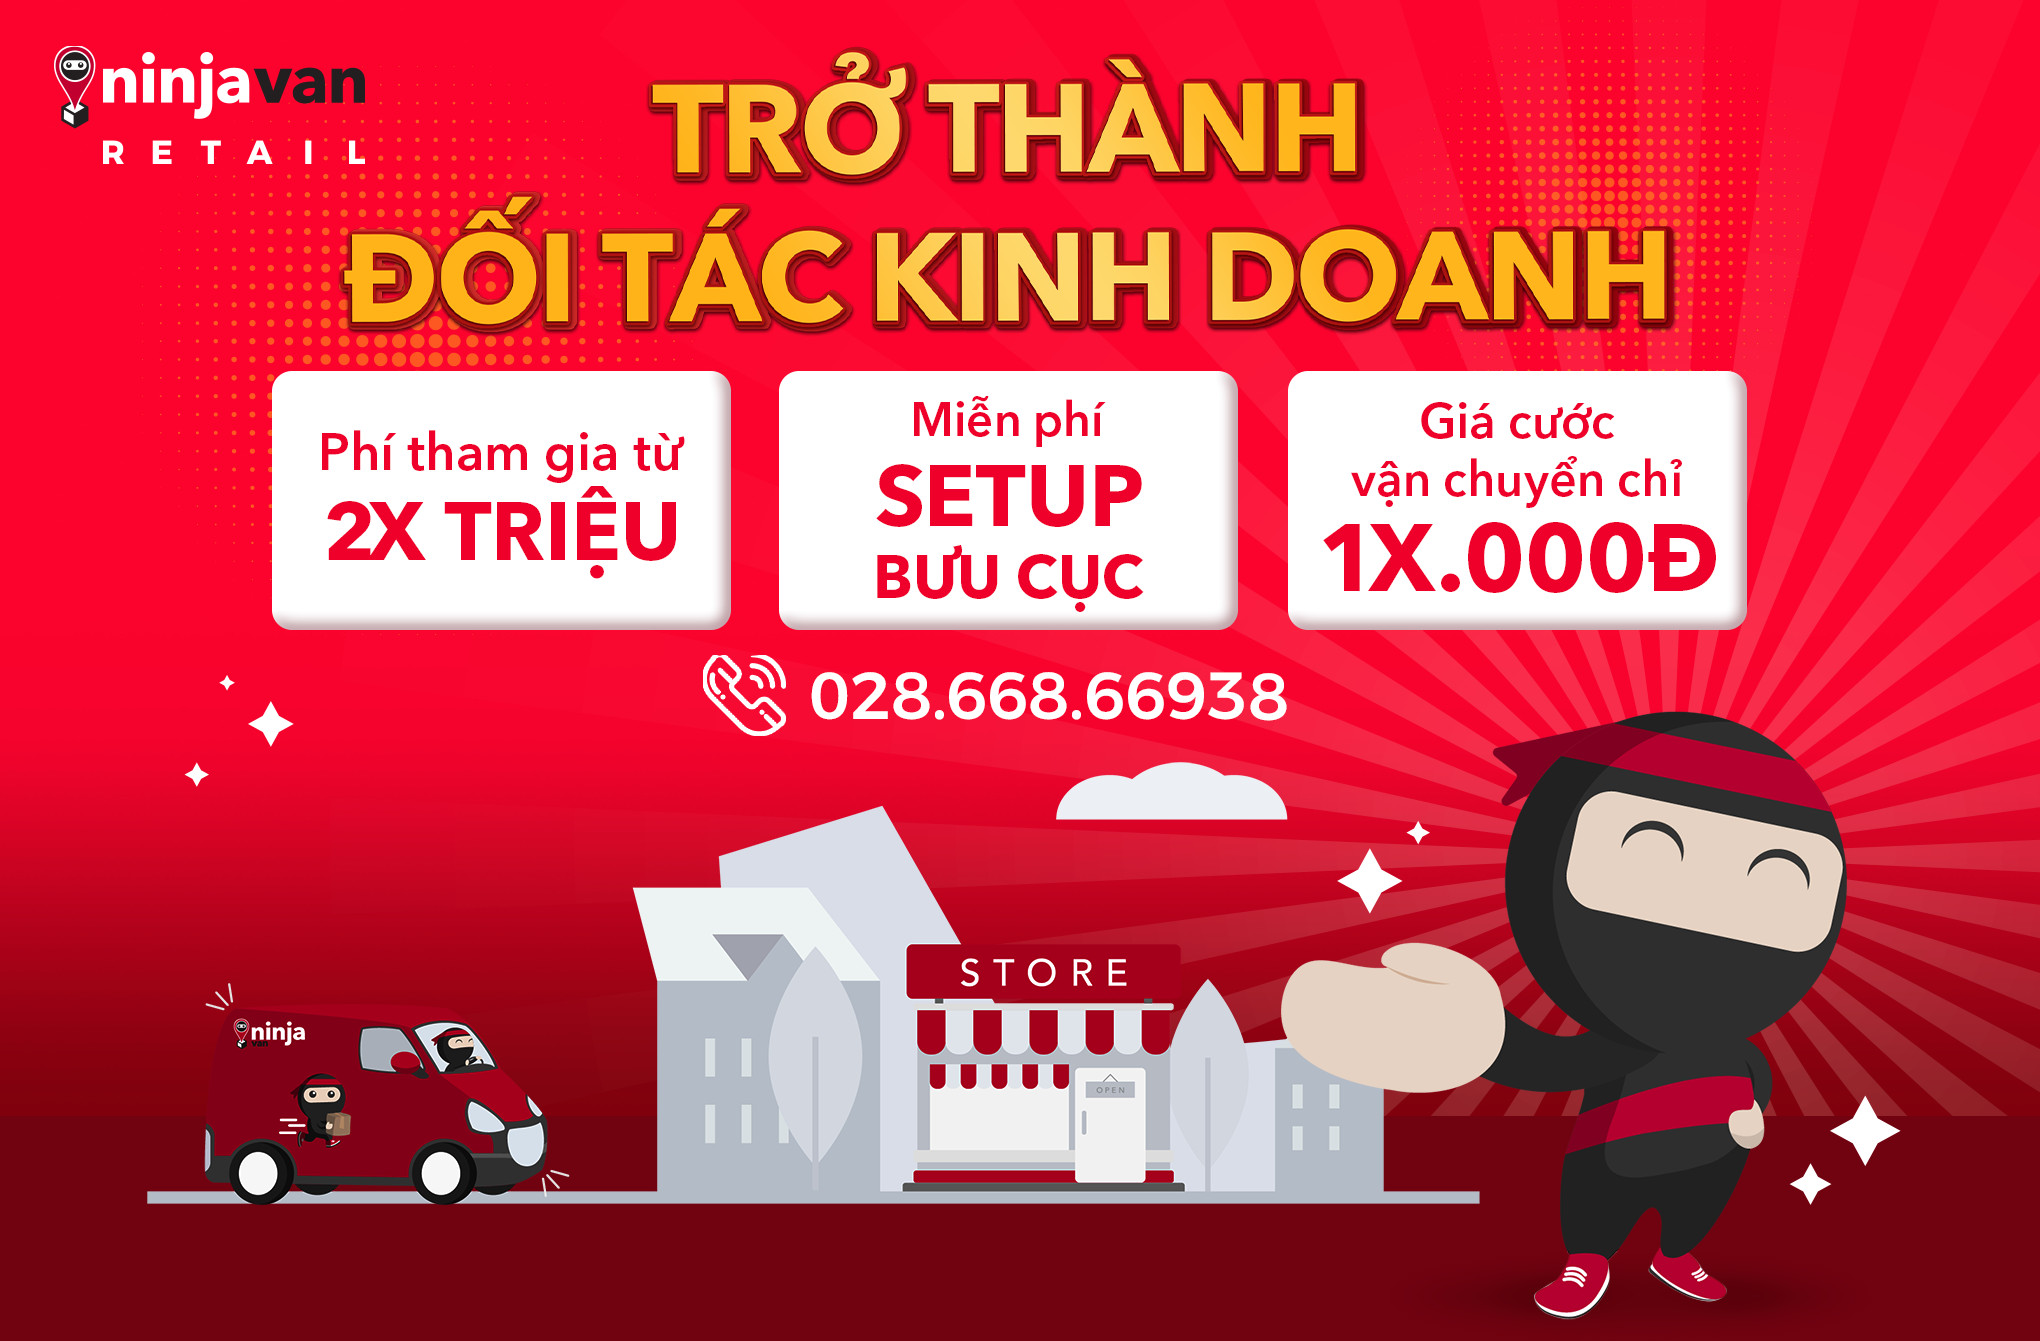 ninjavan
RETAIL
TRỞ THÀNH
ĐỐI TÁC KINH DOANH
Phí tham gia từ
2X TRIỆU
Miễn phí
SETUP
BƯU CỤC
Giá cước
vận chuyển chỉ
1X.000Đ
028.668.66938
STORE
OPEN
ninja
van